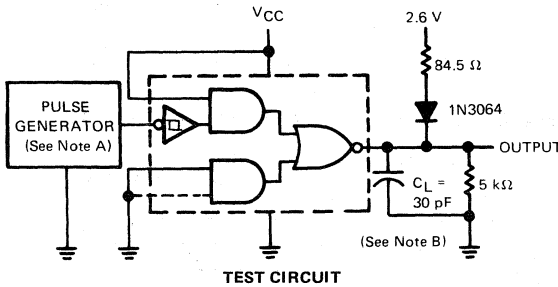 VCC
2.6 V
84.5 Ω
1N3064
PULSE
GENERATOR
(See Note A)
OUTPUT
CL =
30 pF
5 kΩ
(See Note B)
TEST CIRCUIT